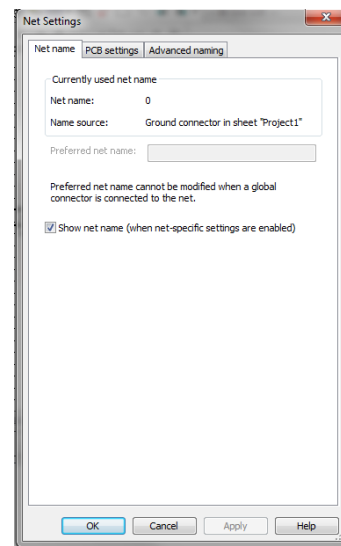 Net Settings
Net name PCB settings Advanced naming
Currently used net name
Net name: 0
Name source: Ground connector in sheet "Project1"
Preferred net name:
Preferred net name cannot be modified when a global
connector is connected to the net.
Show net name (when net-specific settings are enabled)
OK Cancel Apply Help